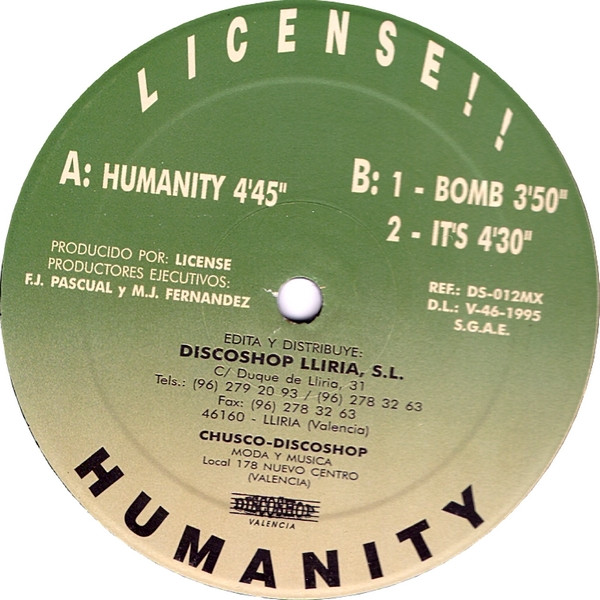 LICENSE!!
A: HUMANITY 4'45"
B: 1 - BOMB 3'50"
2 - IT'S 4'30"
PRODUCIDO POR: LICENSE
PRODUCTORES EJECUTIVOS:
F.J. PASCUAL y M.J. FERNANDEZ
REF.: DS-012MX
D.L.: V-46-1995
S.G.A.E.
EDITA Y DISTRIBUYE:
DISCOSHOP LLIRIA, S.L.
C/ Duque de Lliria, 31
Tels.: (96) 279 20 93 / (96) 278 32 63
Fax: (96) 278 32 63
46160 - LLIRIA (Valencia)
CHUSCO-DISCOSHOP
MODA Y MUSICA
Local 178 NUEVO CENTRO
(VALENCIA)
DISCOSHOP
VALENCIA
HUMANITY